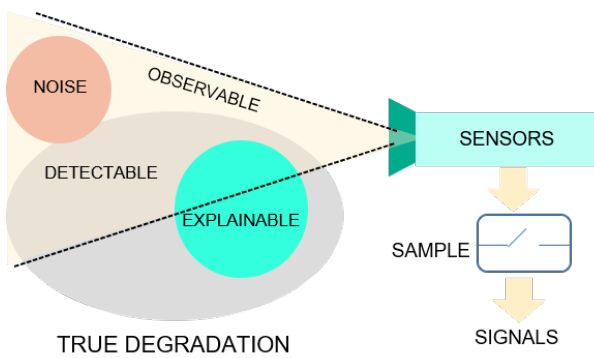 NOISE
OBSERVABLE
SENSORS
DETECTABLE
EXPLAINABLE
SAMPLE
TRUE DEGRADATION
SIGNALS